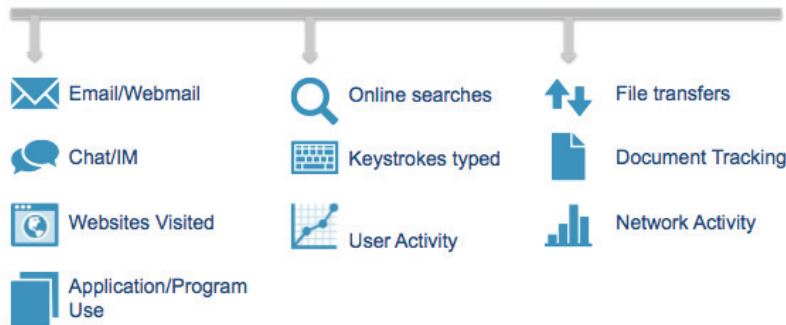 Email/Webmail
Chat/IM
Websites Visited
Application/Program
Use
Online searches
Keystrokes typed
User Activity
File transfers
Document Tracking
Network Activity